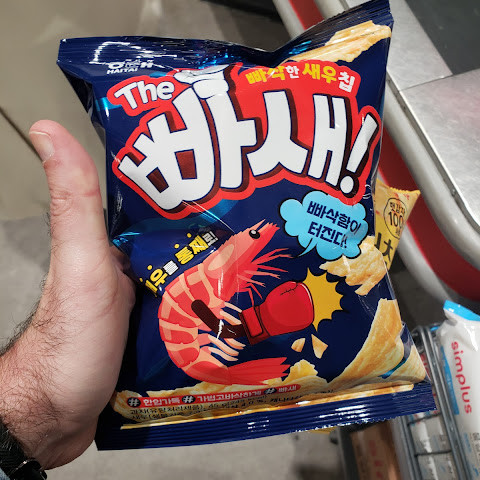 해태
HAITAI
The
빠삭한 새우칩
빠새!
빠삭함이
터진다!
새우를 통째로
# 한입가득 # 가볍고바삭하게 # 빠새
simplus